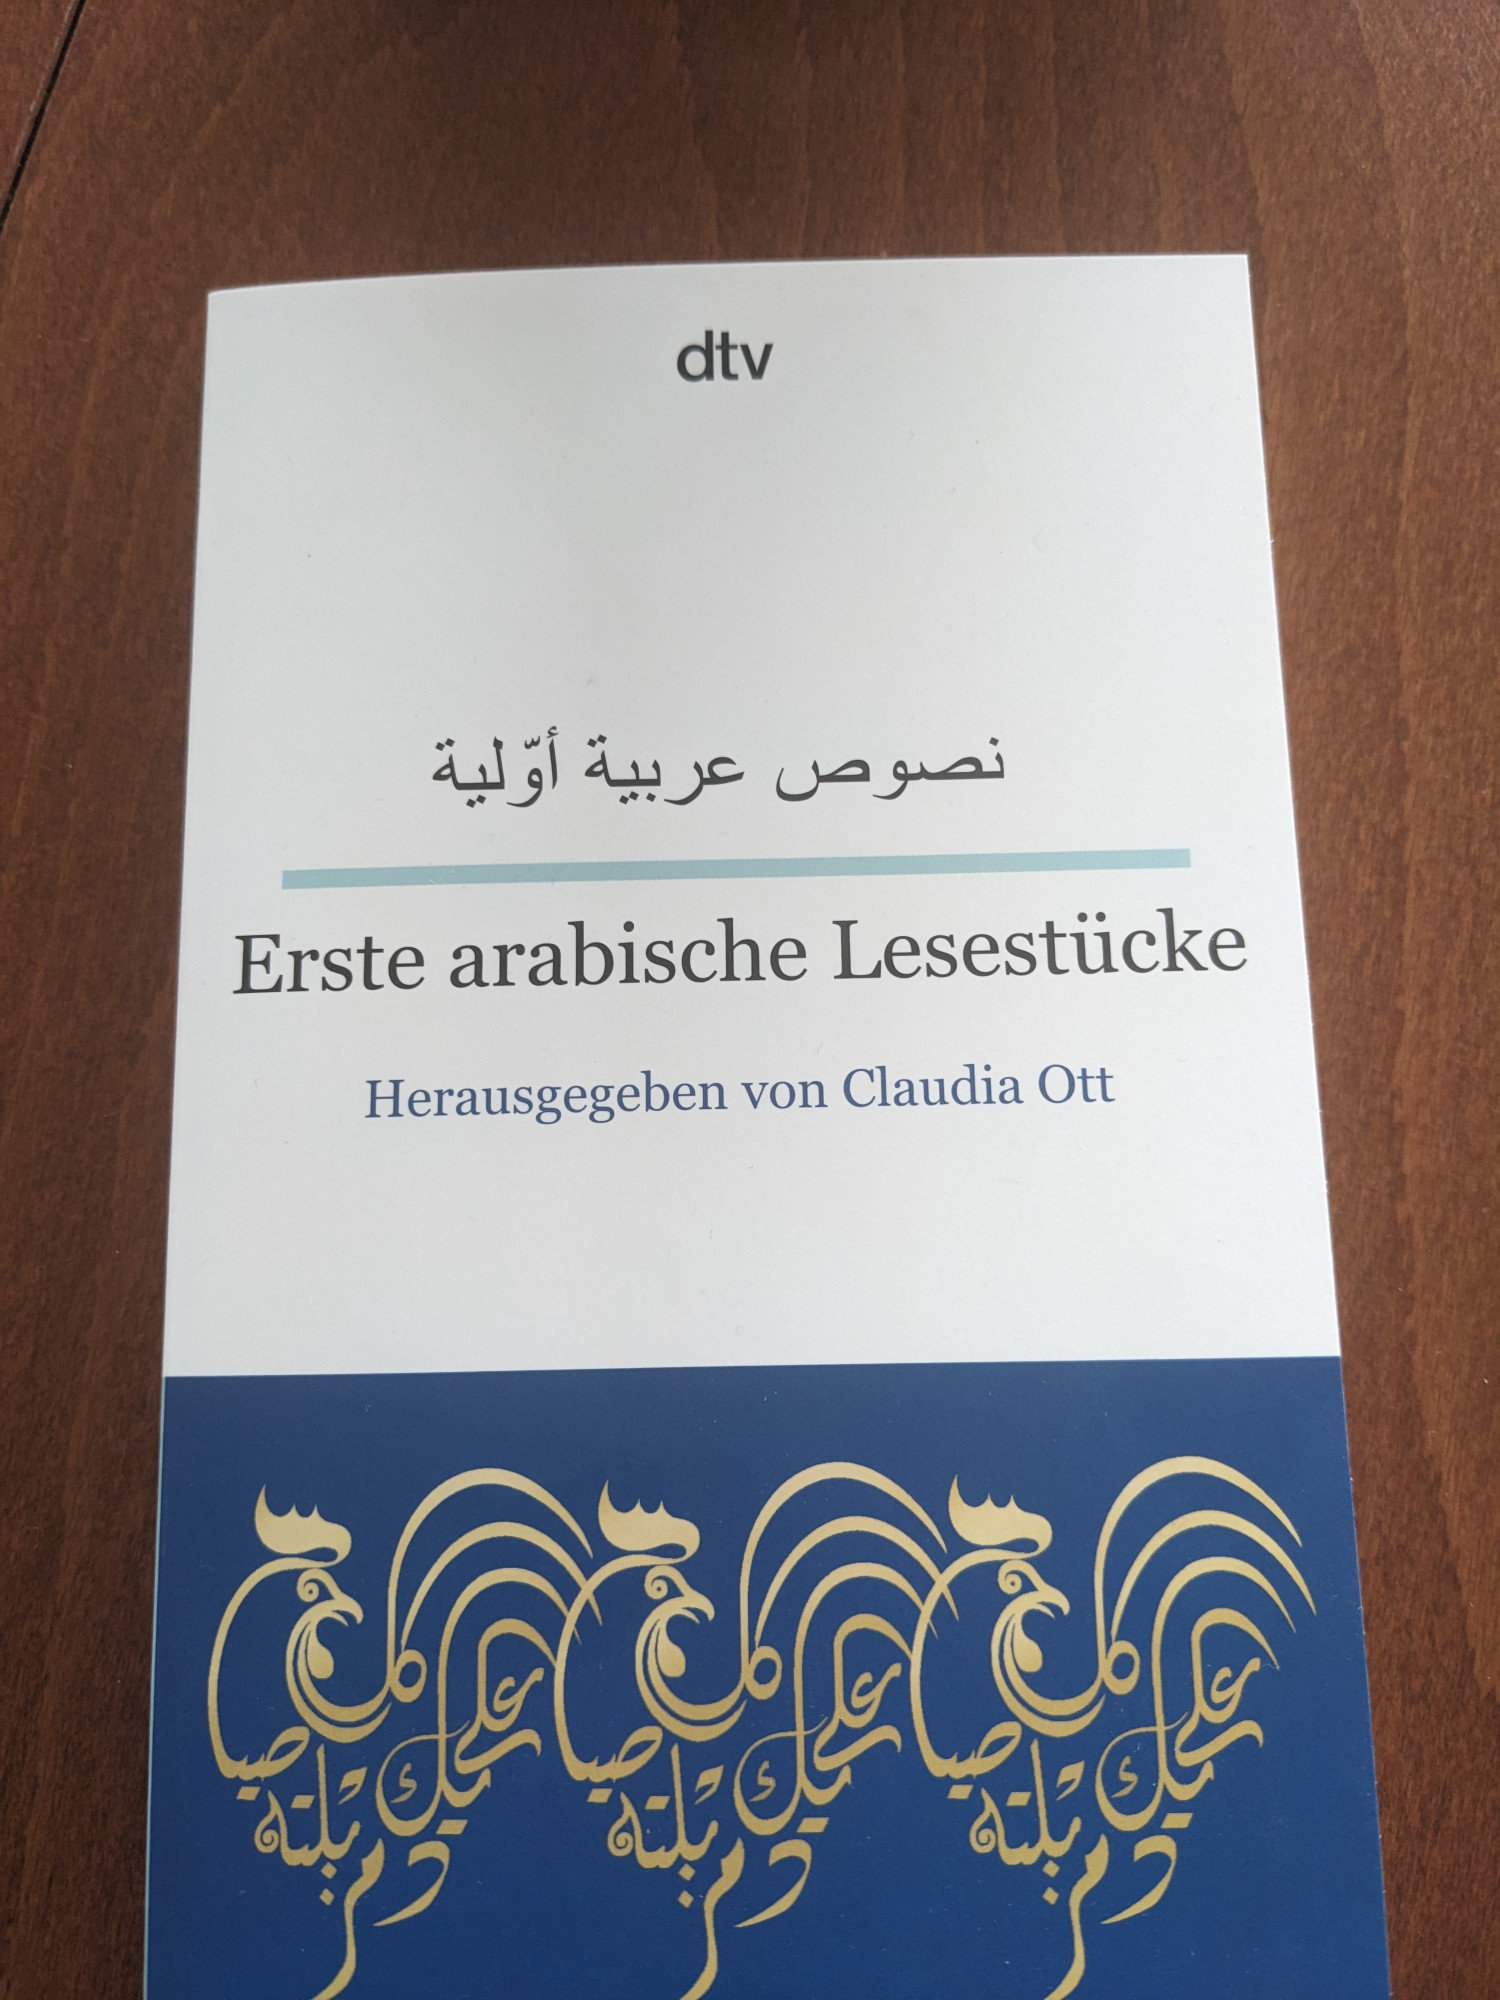 dtv
نصوص عربية أوّلية
Erste arabische Lesestücke
Herausgegeben von Claudia Ott